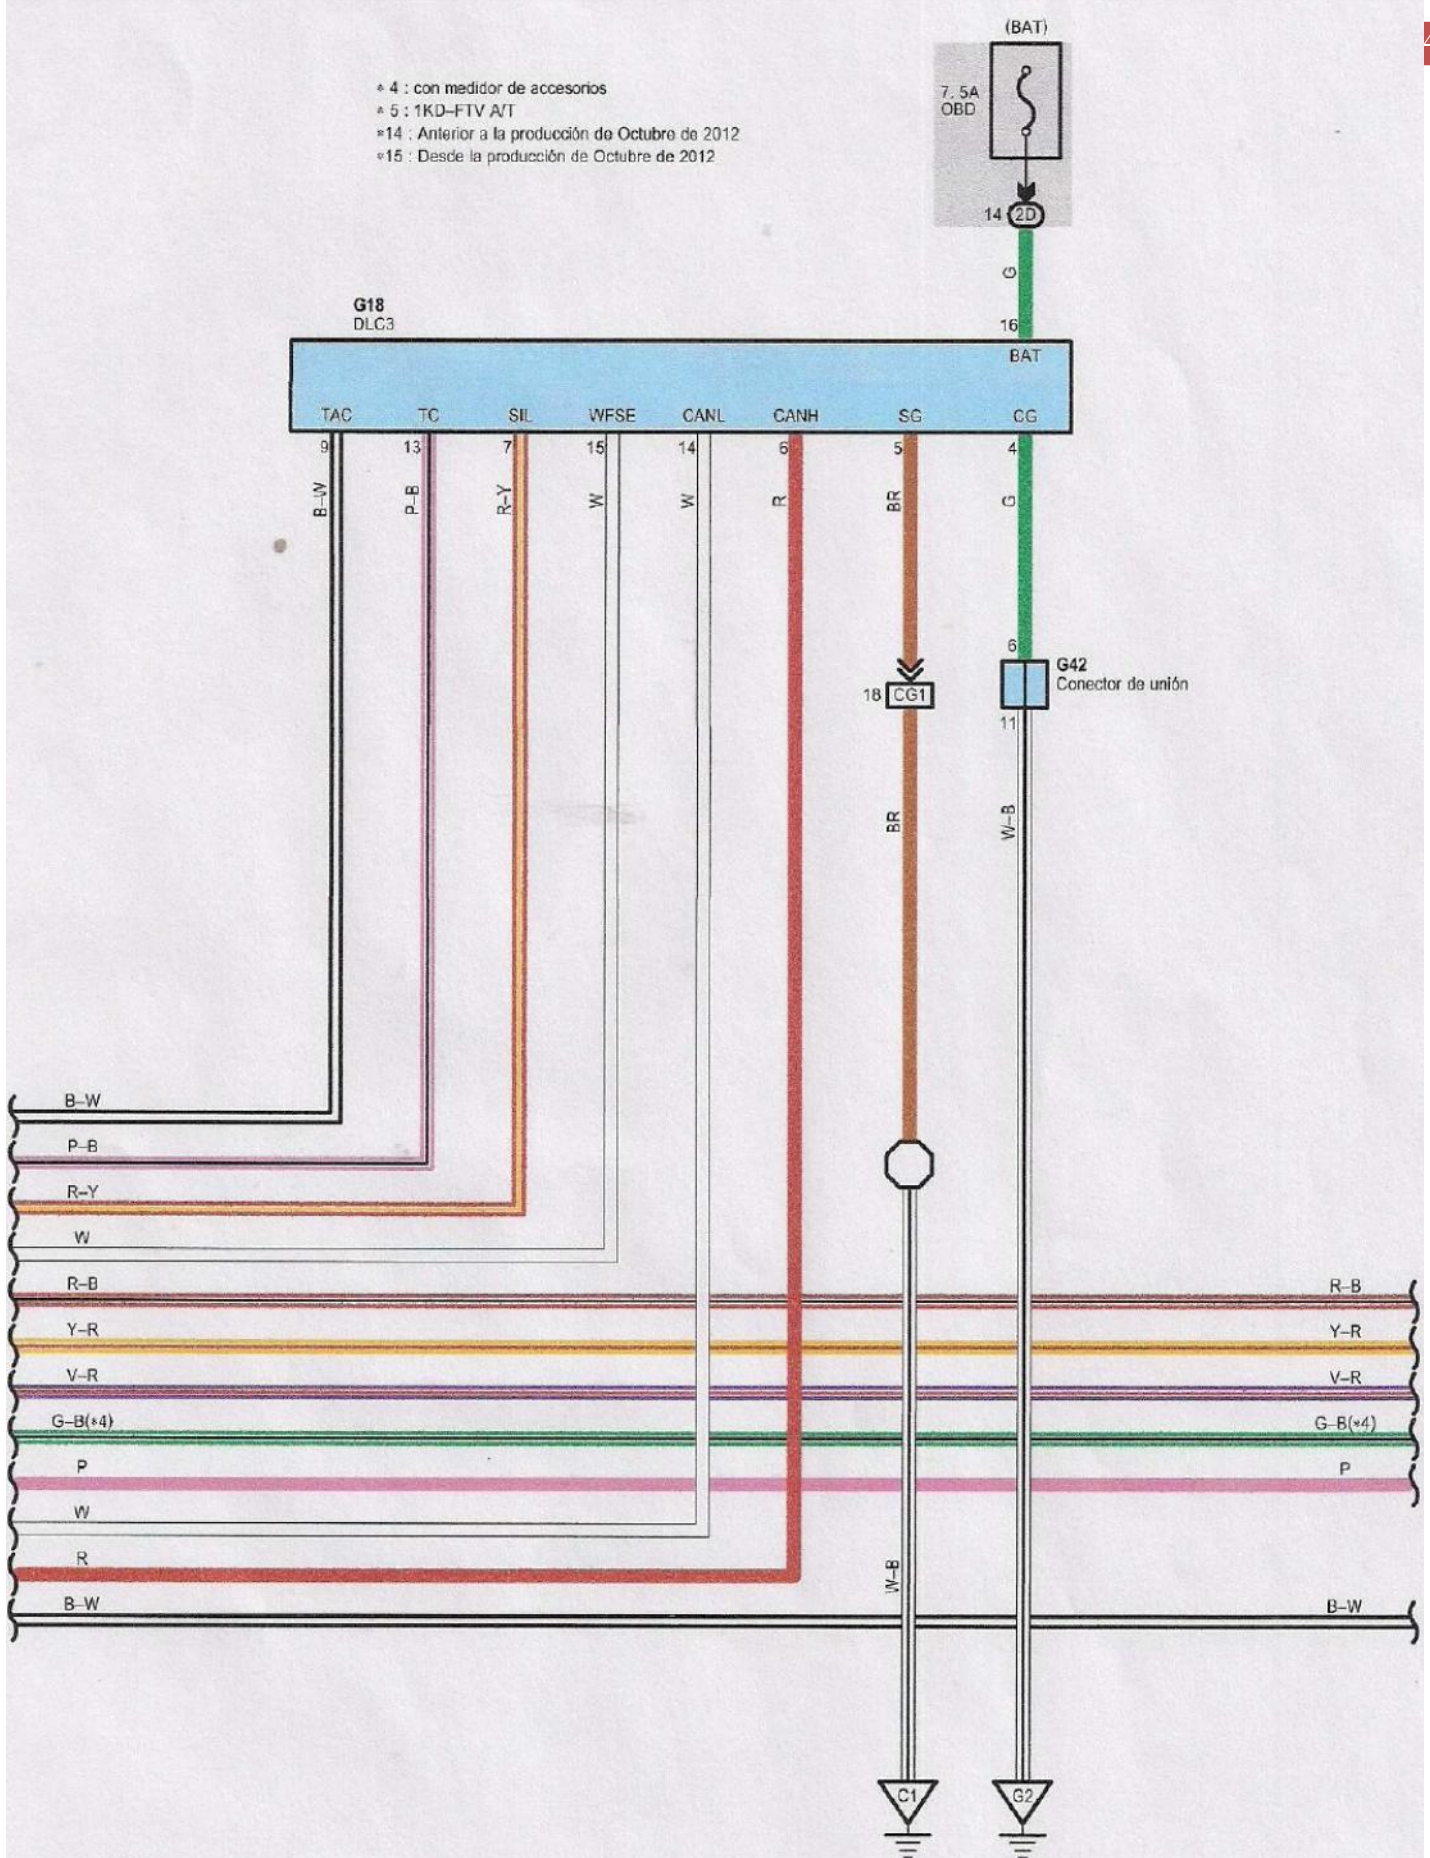 (BAT)
7. 5A
OBD
* 4 : con medidor de accesorios
* 5 : 1KD–FTV A/T
*14 : Anterior a la producción de Octubre de 2012
*15 : Desde la producción de Octubre de 2012
14 2D
G
16
G18
DLC3
BAT
TAC TC SIL WFSE CANL CANH SG CG
9 13 7 15 14 6 5 4
B–W P–B R–Y W W R BR G
6
G42
Conector de unión
18 CG1
11
BR W–B
B–W
P–B
R–Y
W
R–B R–B
Y–R Y–R
V–R V–R
G–B(*4) G–B(*4)
P P
W
R
W–B
B–W B–W
C1 G2